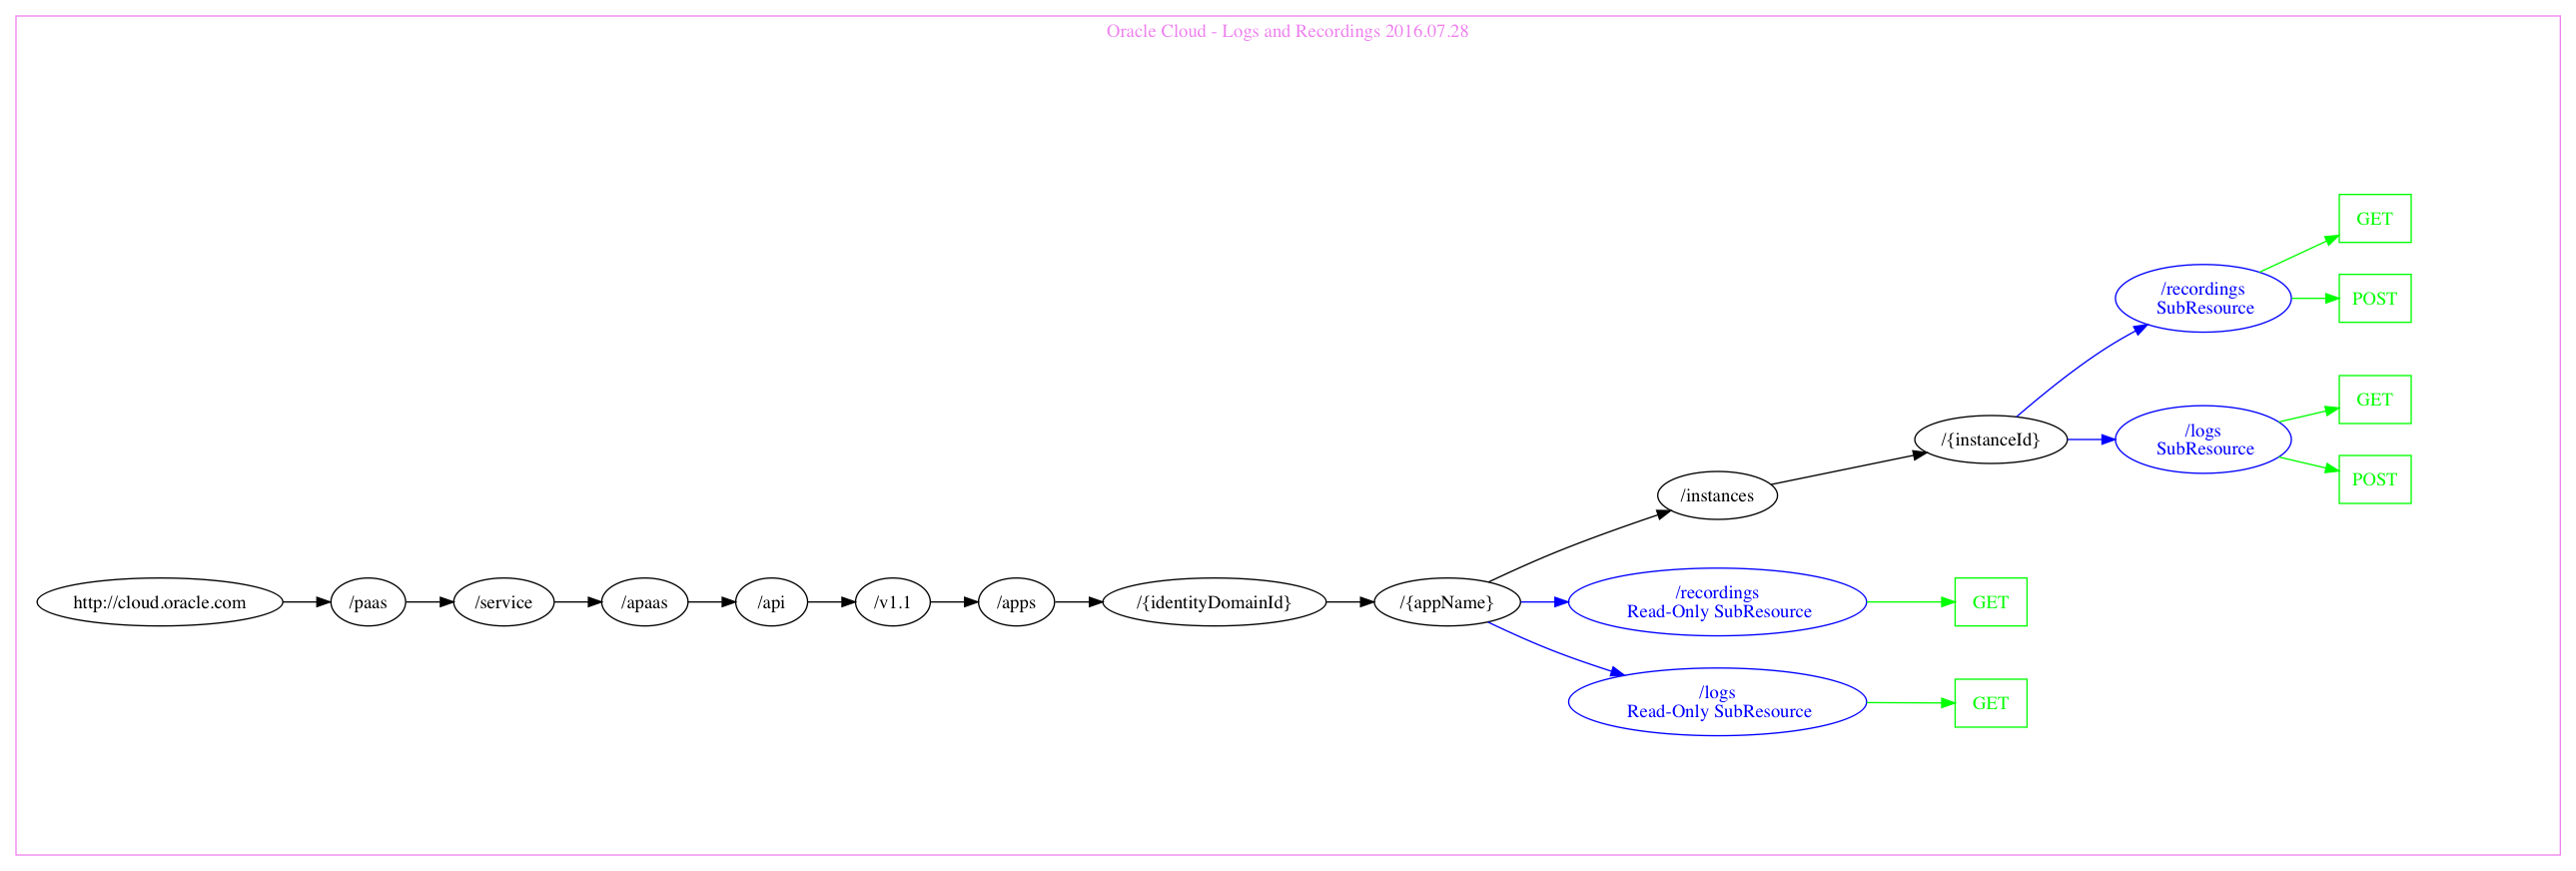 Oracle Cloud - Logs and Recordings 2016.07.28
GET
/recordings
SubResource
POST
GET
/logs
SubResource
POST
/{instanceId}
/instances
http://cloud.oracle.com
/paas
/service
/apaas
/api
/v1.1
/apps
/{identityDomainId}
/{appName}
/recordings
Read-Only SubResource
GET
/logs
Read-Only SubResource
GET